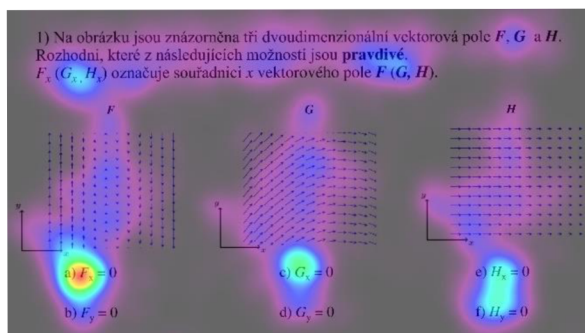 1) Na obrázku jsou znázorněna tři dvoudimenzionální vektorová pole F, G a H.
Rozhodni, které z následujících možnosti jsou pravdivé.
Fx (Gx, Hx) označuje souřadnici x vektorového pole F (G, H).
F G H
y y y
x x x
a) Fx = 0 c) Gx = 0 e) Hx = 0
b) Fy = 0 d) Gy = 0 f) Hy = 0